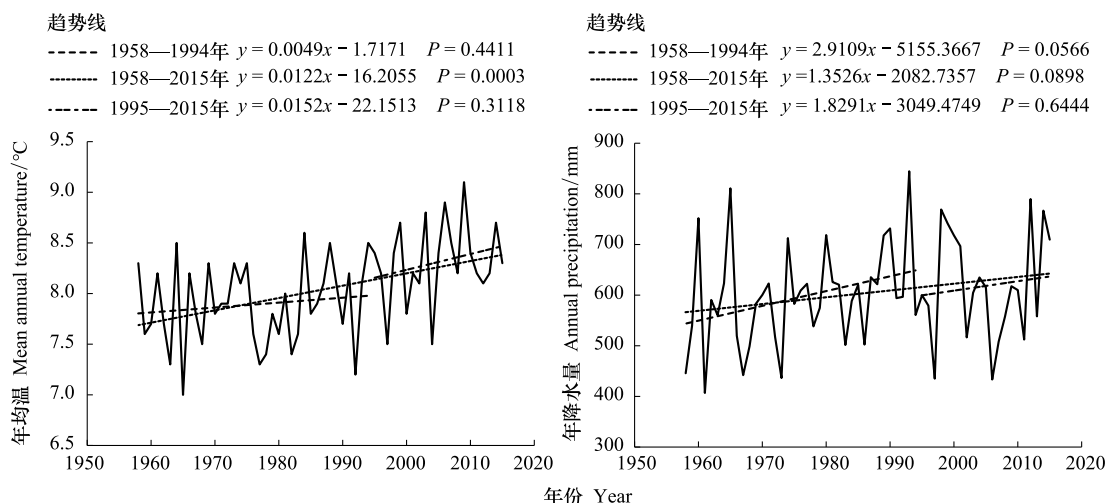 趋势线
1958—1994年 y = 0.0049x − 1.7171 P = 0.4411
1958—2015年 y = 0.0122x − 16.2055 P = 0.0003
1995—2015年 y = 0.0152x − 22.1513 P = 0.3118
9.5
9.0
8.5
8.0
7.5
7.0
6.5
年均温 Mean annual temperature/℃
1950 1960 1970 1980 1990 2000 2010 2020
趋势线
1958—1994年 y = 2.9109x − 5155.3667 P = 0.0566
1958—2015年 y=1.3526x − 2082.7357 P = 0.0898
1995—2015年 y = 1.8291x − 3049.4749 P = 0.6444
900
800
700
600
500
400
300
年降水量 Annual precipitation/mm
1950 1960 1970 1980 1990 2000 2010 2020
年份 Year